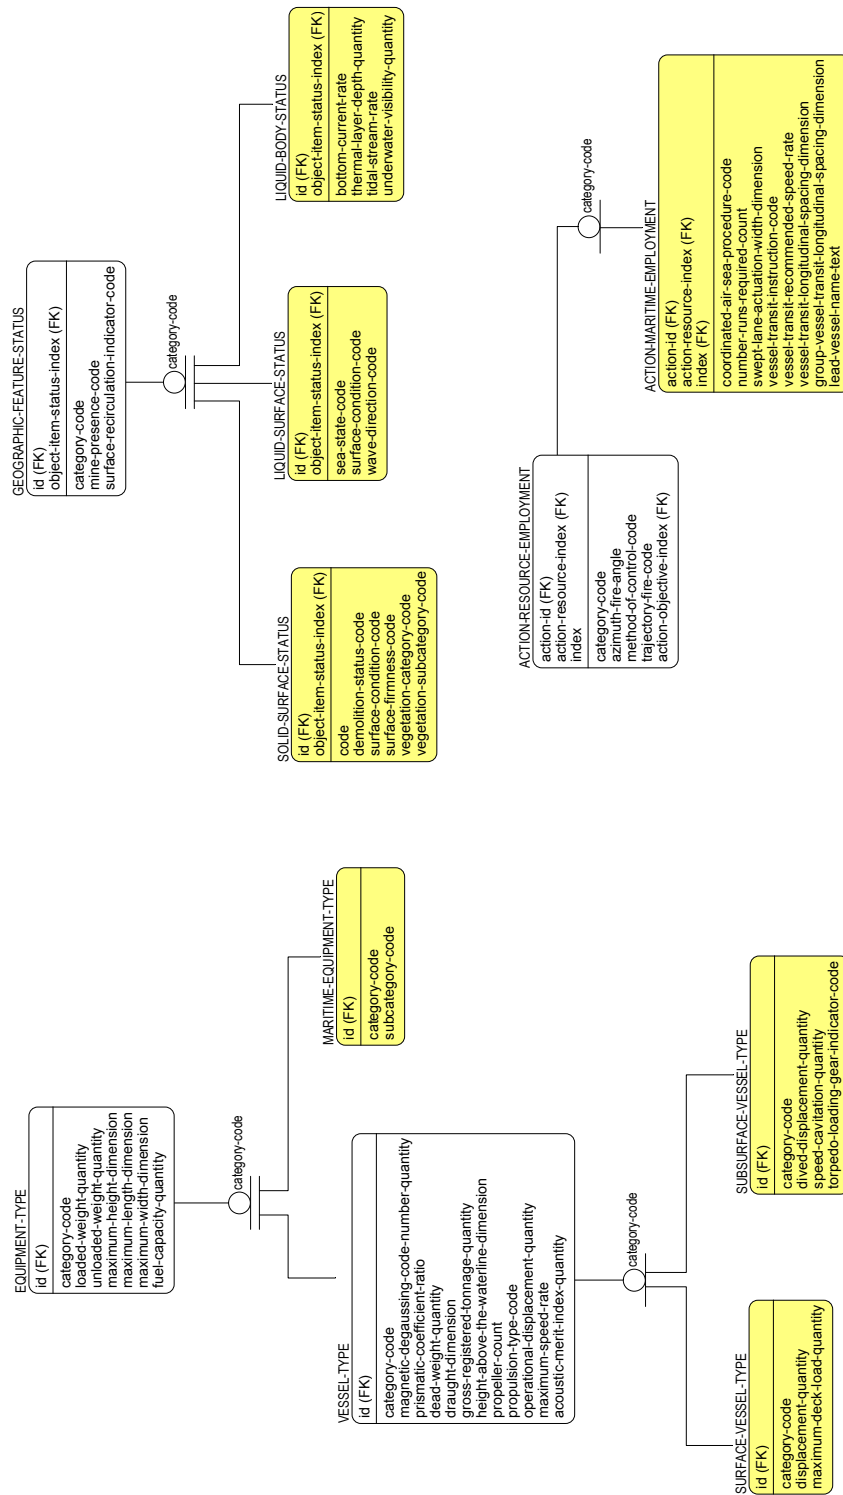 EQUIPMENT-TYPE
id (FK)
category-code
loaded-weight-quantity
unloaded-weight-quantity
maximum-height-dimension
maximum-length-dimension
maximum-width-dimension
fuel-capacity-quantity
category-code
VESSEL-TYPE
id (FK)
category-code
magnetic-degaussing-code-number-quantity
prismatic-coefficient-ratio
dead-weight-quantity
draught-dimension
gross-registered-tonnage-quantity
height-above-the-waterline-dimension
propeller-count
propulsion-type-code
operational-displacement-quantity
maximum-speed-rate
acoustic-merit-index-quantity
MARITIME-EQUIPMENT-TYPE
id (FK)
category-code
subcategory-code
category-code
SURFACE-VESSEL-TYPE
id (FK)
category-code
displacement-quantity
maximum-deck-load-quantity
SUBSURFACE-VESSEL-TYPE
id (FK)
category-code
dived-displacement-quantity
speed-cavitation-quantity
torpedo-loading-gear-indicator-code
GEOGRAPHIC-FEATURE-STATUS
id (FK)
object-item-status-index (FK)
category-code
mine-presence-code
surface-recirculation-indicator-code
category-code
SOLID-SURFACE-STATUS
id (FK)
object-item-status-index (FK)
code
demolition-status-code
surface-condition-code
surface-firmness-code
vegetation-category-code
vegetation-subcategory-code
LIQUID-SURFACE-STATUS
id (FK)
object-item-status-index (FK)
sea-state-code
surface-condition-code
wave-direction-code
LIQUID-BODY-STATUS
id (FK)
object-item-status-index (FK)
bottom-current-rate
thermal-layer-depth-quantity
tidal-stream-rate
underwater-visibility-quantity
ACTION-RESOURCE-EMPLOYMENT
action-id (FK)
action-resource-index (FK)
index
category-code
azimuth-fire-angle
method-of-control-code
trajectory-fire-code
action-objective-index (FK)
category-code
ACTION-MARITIME-EMPLOYMENT
action-id (FK)
action-resource-index (FK)
index (FK)
coordinated-air-sea-procedure-code
number-runs-required-count
swept-lane-actuation-width-dimension
vessel-transit-instruction-code
vessel-transit-recommended-speed-rate
vessel-transit-longitudinal-spacing-dimension
group-vessel-transit-longitudinal-spacing-dimension
lead-vessel-name-text